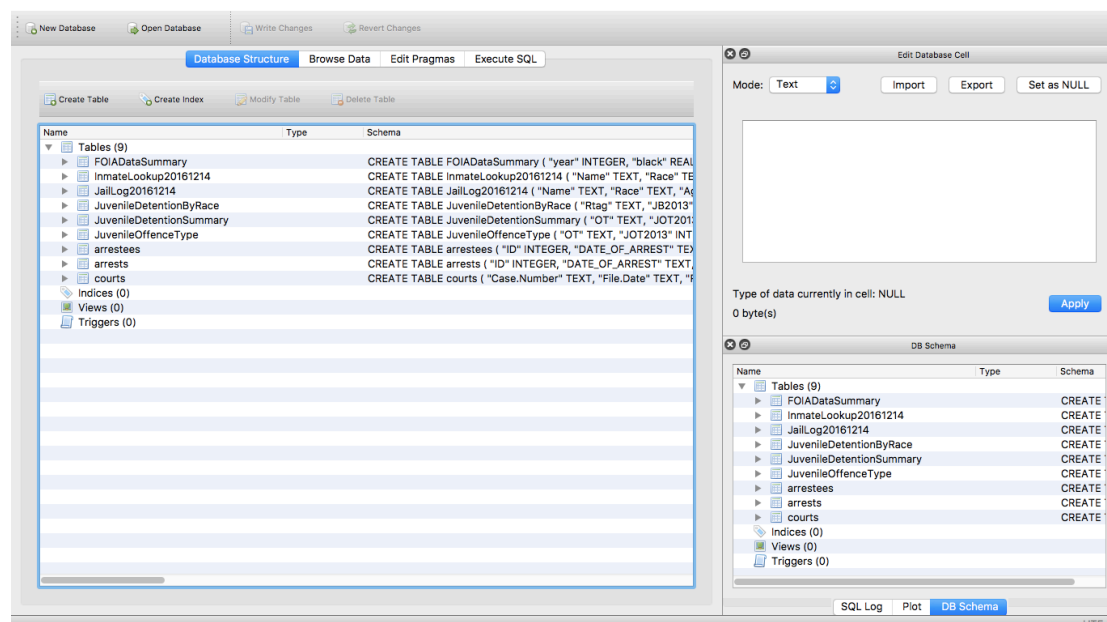 New Database Open Database Write Changes Revert Changes
Database Structure Browse Data Edit Pragmas Execute SQL
Create Table Create Index Modify Table Delete Table
Name Type Schema
Tables (9)
FOIADataSummary CREATE TABLE FOIADataSummary ( "year" INTEGER, "black" REAL
InmateLookup20161214 CREATE TABLE InmateLookup20161214 ( "Name" TEXT, "Race" TE
JailLog20161214 CREATE TABLE JailLog20161214 ( "Name" TEXT, "Race" TEXT, "Ag
JuvenileDetentionByRace CREATE TABLE JuvenileDetentionByRace ( "Rtag" TEXT, "JB2013"
JuvenileDetentionSummary CREATE TABLE JuvenileDetentionSummary ( "OT" TEXT, "JOT201
JuvenileOffenceType CREATE TABLE JuvenileOffenceType ( "OT" TEXT, "JOT2013" INT
arrestees CREATE TABLE arrestees ( "ID" INTEGER, "DATE_OF_ARREST" TEX
arrests CREATE TABLE arrests ( "ID" INTEGER, "DATE_OF_ARREST" TEXT,
courts CREATE TABLE courts ( "Case.Number" TEXT, "File.Date" TEXT, "F
Indices (0)
Views (0)
Triggers (0)
Edit Database Cell
Mode: Text Import Export Set as NULL
Type of data currently in cell: NULL
0 byte(s)
Apply
DB Schema
Name Type Schema
Tables (9)
FOIADataSummary CREATE
InmateLookup20161214 CREATE
JailLog20161214 CREATE
JuvenileDetentionByRace CREATE
JuvenileDetentionSummary CREATE
JuvenileOffenceType CREATE
arrestees CREATE
arrests CREATE
courts CREATE
Indices (0)
Views (0)
Triggers (0)
SQL Log Plot DB Schema